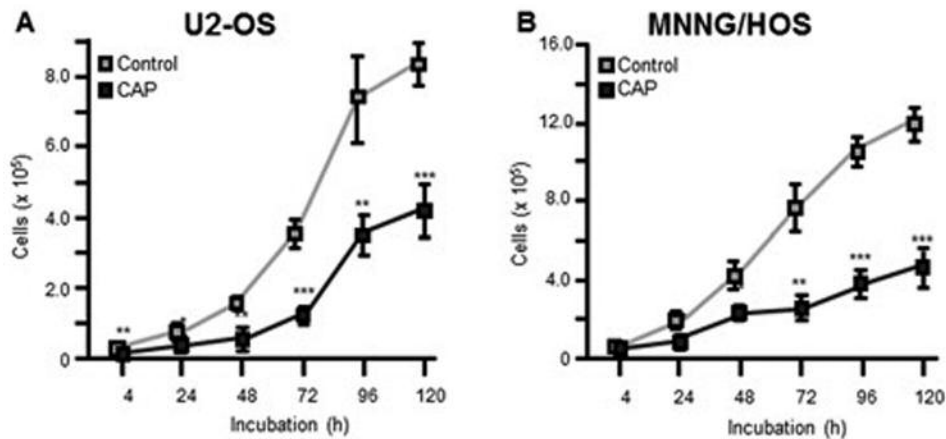 A U2-OS
Control
CAP
Cells (x 10⁵)
8.0
6.0
4.0
2.0
0
**
*
**
***
**
***
4 24 48 72 96 120
Incubation (h)
B MNNG/HOS
Control
CAP
Cells (x 10⁵)
16.0
12.0
8.0
4.0
0
**
***
***
4 24 48 72 96 120
Incubation (h)